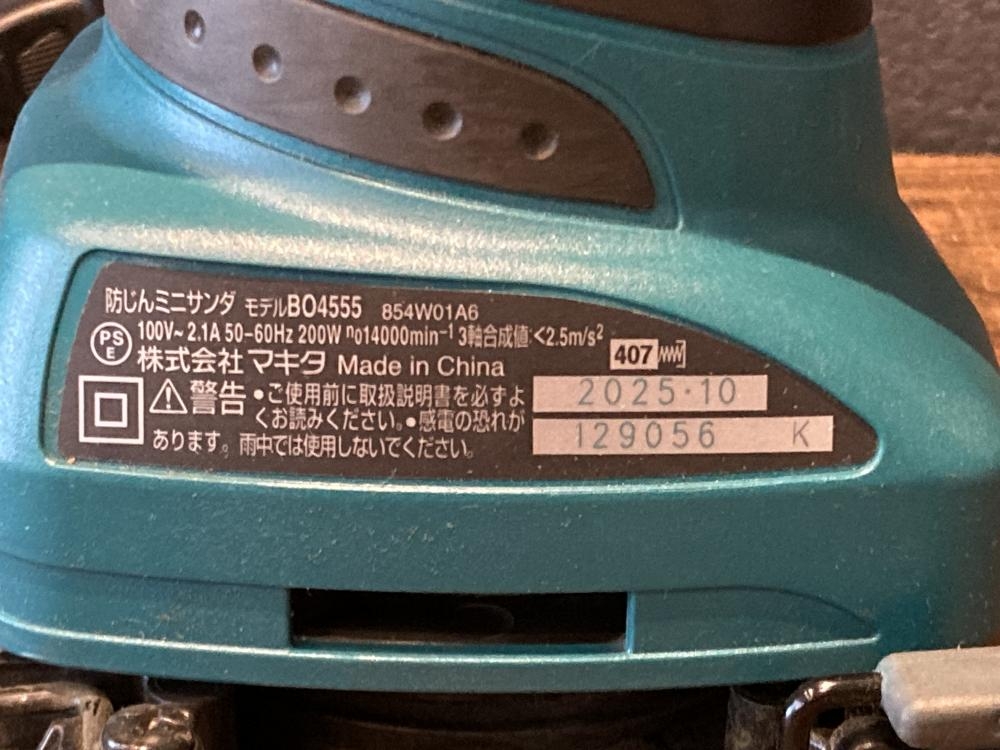 防じんミニサンダ モデルBO4555 854W01A6
PS E 100V~ 2.1A 50-60Hz 200W n₀14000min⁻¹ 3軸合成値:<2.5m/s²
株式会社 マキタ Made in China 407
⚠警告 •ご使用前に取扱説明書を必ずよ
くお読みください。•感電の恐れが
あります。雨中では使用しないでください。
2025·10
129056 K